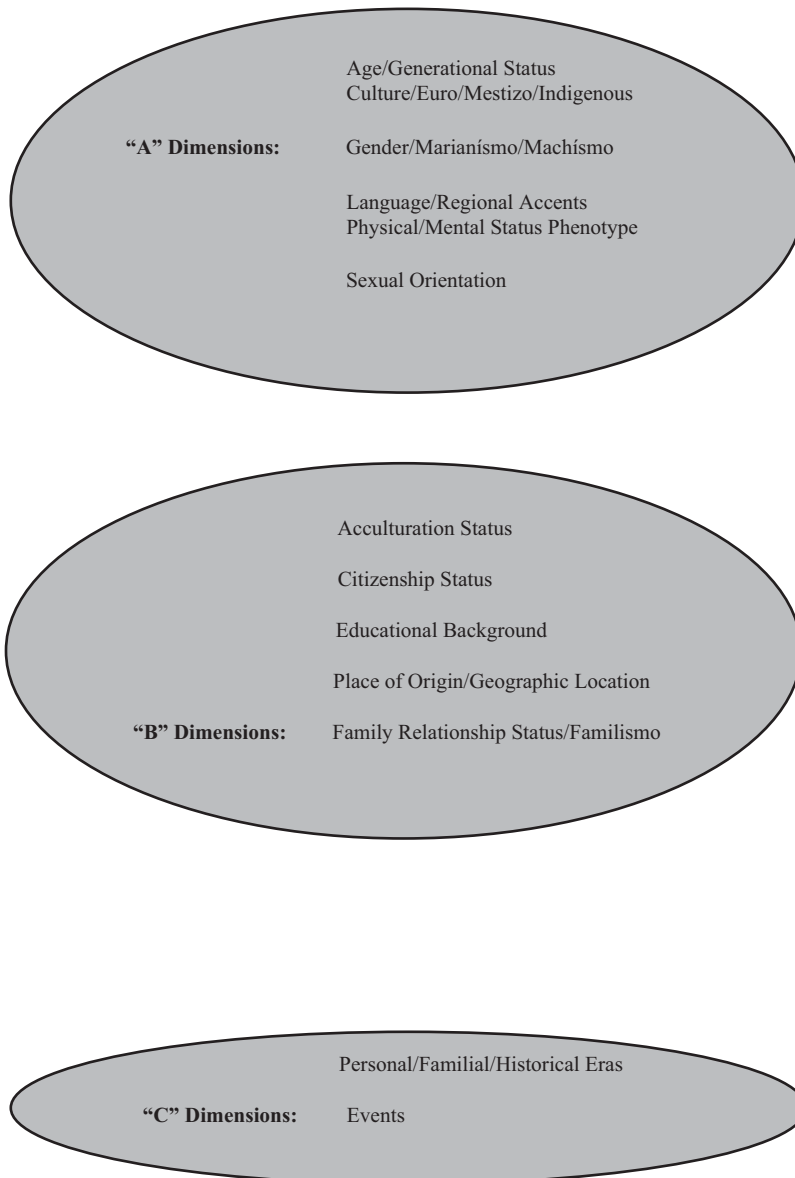 Age/Generational Status
Culture/Euro/Mestizo/Indigenous
“A” Dimensions: Gender/Marianísmo/Machísmo
Language/Regional Accents
Physical/Mental Status Phenotype
Sexual Orientation
Acculturation Status
Citizenship Status
Educational Background
Place of Origin/Geographic Location
“B” Dimensions: Family Relationship Status/Familismo
Personal/Familial/Historical Eras
“C” Dimensions: Events